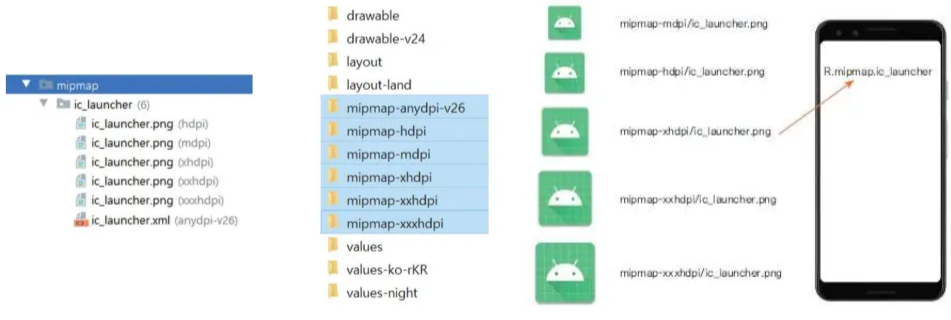 mipmap
ic_launcher (6)
ic_launcher.png (hdpi)
ic_launcher.png (mdpi)
ic_launcher.png (xhdpi)
ic_launcher.png (xxhdpi)
ic_launcher.png (xxxhdpi)
ic_launcher.xml (anydpi-v26)
drawable
drawable-v24
layout
layout-land
mipmap-anydpi-v26
mipmap-hdpi
mipmap-mdpi
mipmap-xhdpi
mipmap-xxhdpi
mipmap-xxxhdpi
values
values-ko-rKR
values-night
mipmap-mdpi/ic_launcher.png
mipmap-hdpi/ic_launcher.png
mipmap-xhdpi/ic_launcher.png
mipmap-xxhdpi/ic_launcher.png
mipmap-xxxhdpi/ic_launcher.png
R.mipmap.ic_launcher